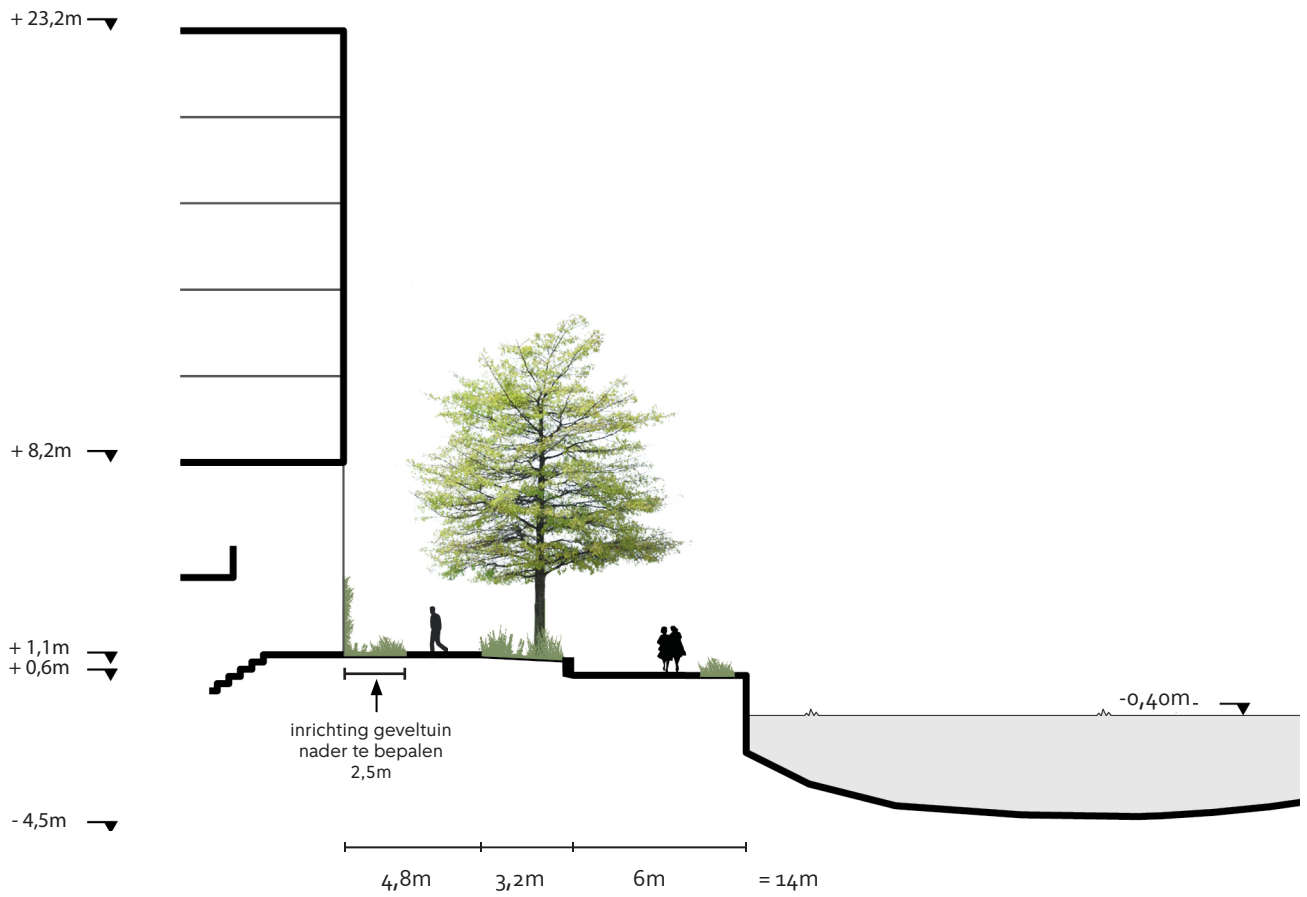 + 23,2m
+ 8,2m
+ 1,1m
+ 0,6m
-0,40m
inrichting geveltuin
nader te bepalen
2,5m
- 4,5m
4,8m 3,2m 6m = 14m